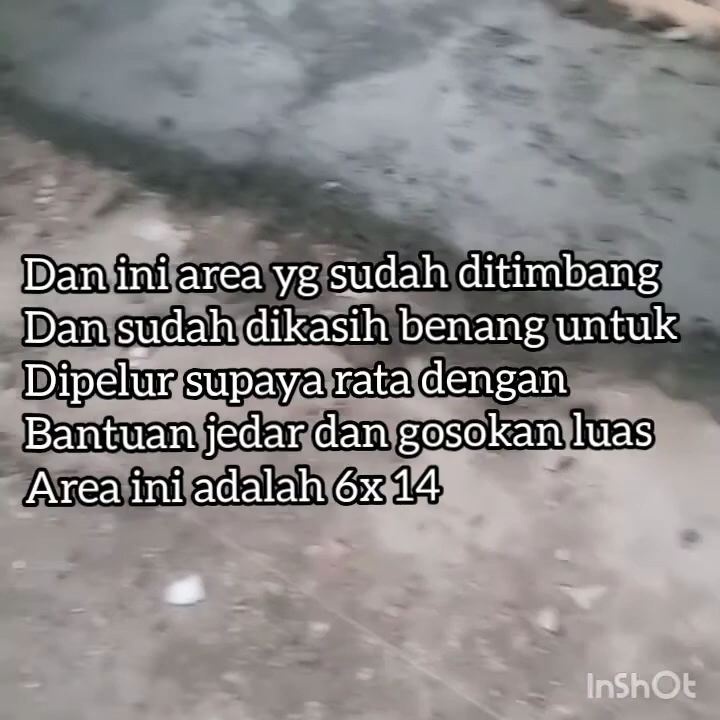 Dan ini area yg sudah ditimbang
Dan sudah dikasih benang untuk
Dipelur supaya rata dengan
Bantuan jedar dan gosokan luas
Area ini adalah 6x 14
InShOt